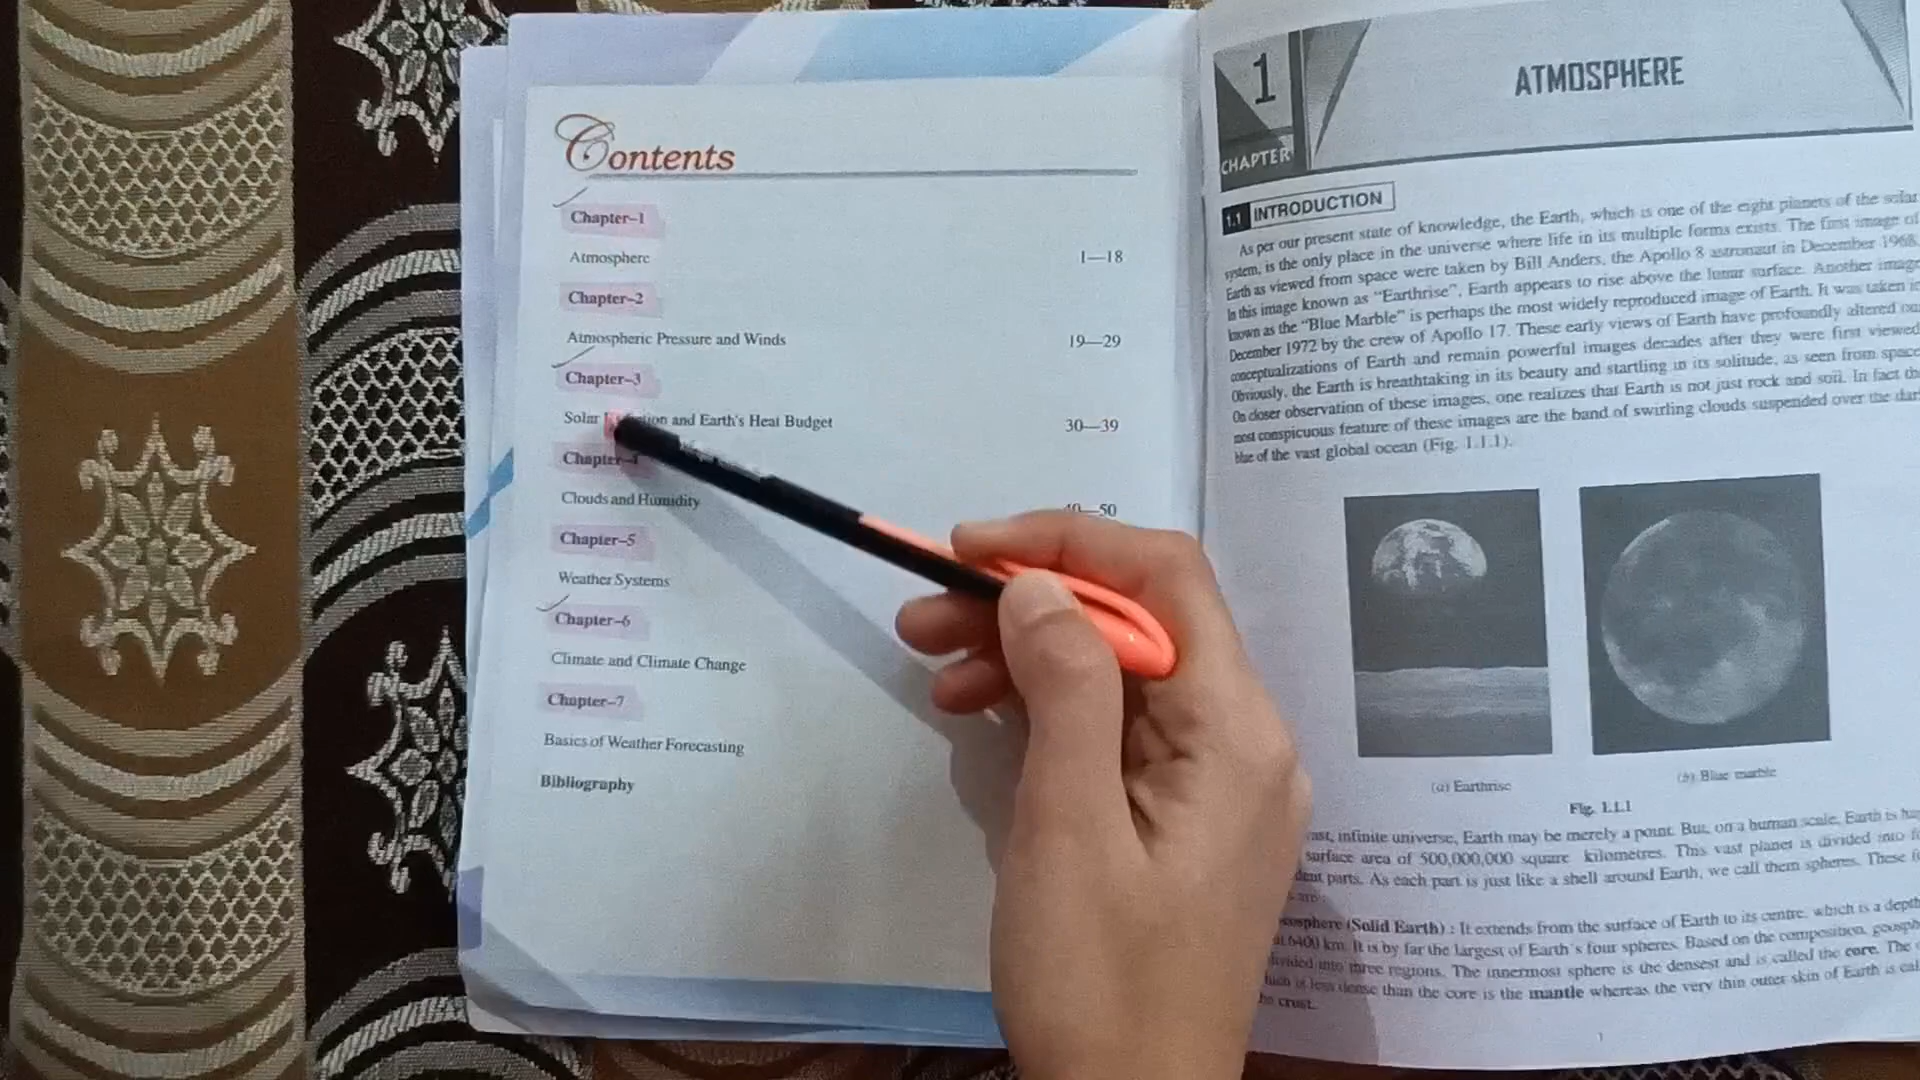 Contents
Chapter–1
Atmosphere 1—18
Chapter–2
Atmospheric Pressure and Winds 19—29
Chapter–3
Solar and Earth's Heat Budget 30—39
Chapter–4
Clouds and Humidity 40—50
Chapter–5
Weather Systems
Chapter–6
Climate and Climate Change
Chapter–7
Basics of Weather Forecasting
Bibliography
1
CHAPTER
ATMOSPHERE
1.1 INTRODUCTION
As per our present state of knowledge, the Earth, which is one of the eight planets of the solar
system, is the only place in the universe where life in its multiple forms exists. The first image of
Earth as viewed from space were taken by Bill Anders, the Apollo 8 astronaut in December 1968.
In this image known as “Earthrise”, Earth appears to rise above the lunar surface. Another image
known as the “Blue Marble” is perhaps the most widely reproduced image of Earth. It was taken
December 1972 by the crew of Apollo 17. These early views of Earth have profoundly altered
conceptualizations of Earth and remain powerful images decades after they were first viewed
Obviously, the Earth is breathtaking in its beauty and startling in its solitude, as seen from space
On closer observation of these images, one realizes that Earth is not just rock and soil. In fact
most conspicuous feature of these images are the band of swirling clouds suspended over the
blue of the vast global ocean (Fig. 1.1.1).
(a) Earthrise
(b) Blue marble
Fig. 1.1.1
vast, infinite universe, Earth may be merely a point. But, on a human scale, Earth is
surface area of 500,000,000 square kilometres. This vast planet is divided into
parts. As each part is just like a shell around Earth, we call them spheres. These
(Solid Earth) : It extends from the surface of Earth to its centre, which is a depth
6400 km. It is by far the largest of Earth's four spheres. Based on the composition,
divided into three regions. The innermost sphere is the densest and is called the core. The
which is less dense than the core is the mantle whereas the very thin outer skin of Earth is
the crust.
1